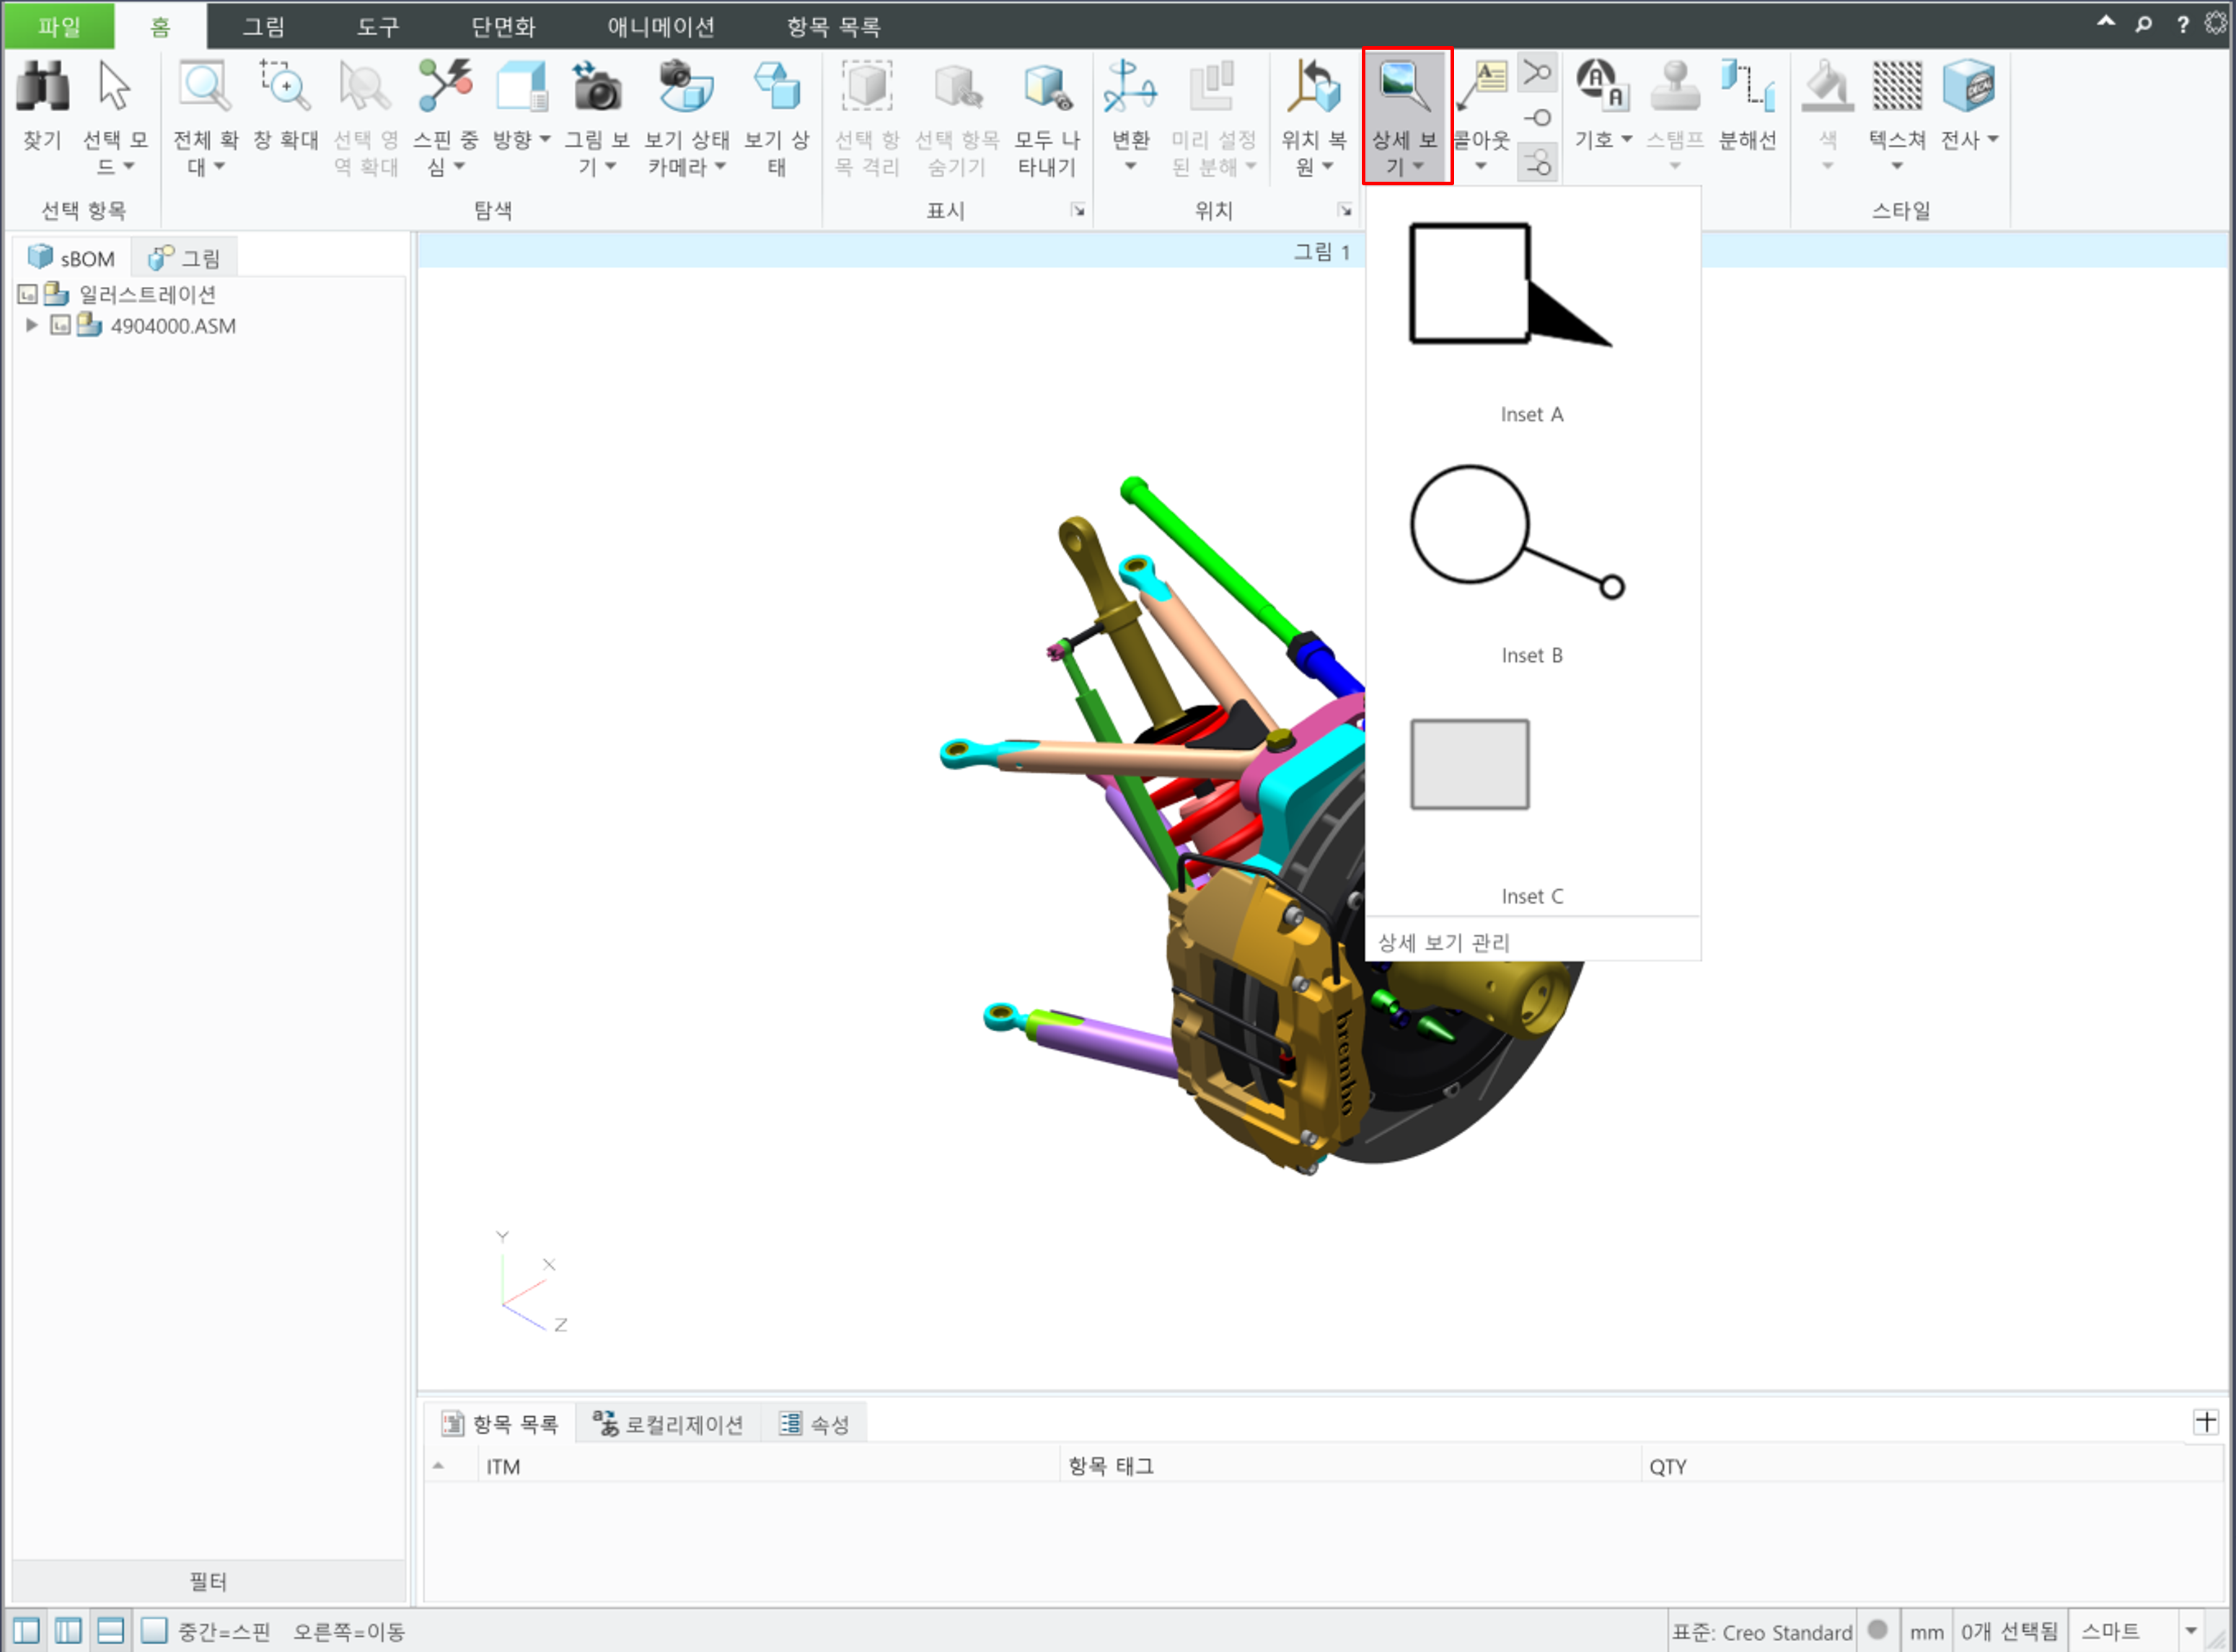 파일 홈 그림 도구 단면화 애니메이션 항목 목록 ?
찾기
선택 모
드
전체 확
대
창 확대
선택 영
역 확대
스핀 중
심
방향
그림 보
기
보기 상태
카메라
보기 상
태
선택 항
목 격리
선택 항목
숨기기
모두 나
타내기
변환
미리 설정
된 분해
위치 복
원
상세 보
기
콜아웃
기호
스탬프
분해선
색
텍스쳐
전사
DECAL
선택 항목 탐색 표시 위치 스타일
sBOM 그림
일러스트레이션
4904000.ASM
그림 1
Inset A
Inset B
Inset C
상세 보기 관리
brembo
Y
X
Z
항목 목록 로컬리제이션 속성
ITM 항목 태그 QTY
필터
중간=스핀 오른쪽=이동 표준: Creo Standard mm 0개 선택됨 스마트